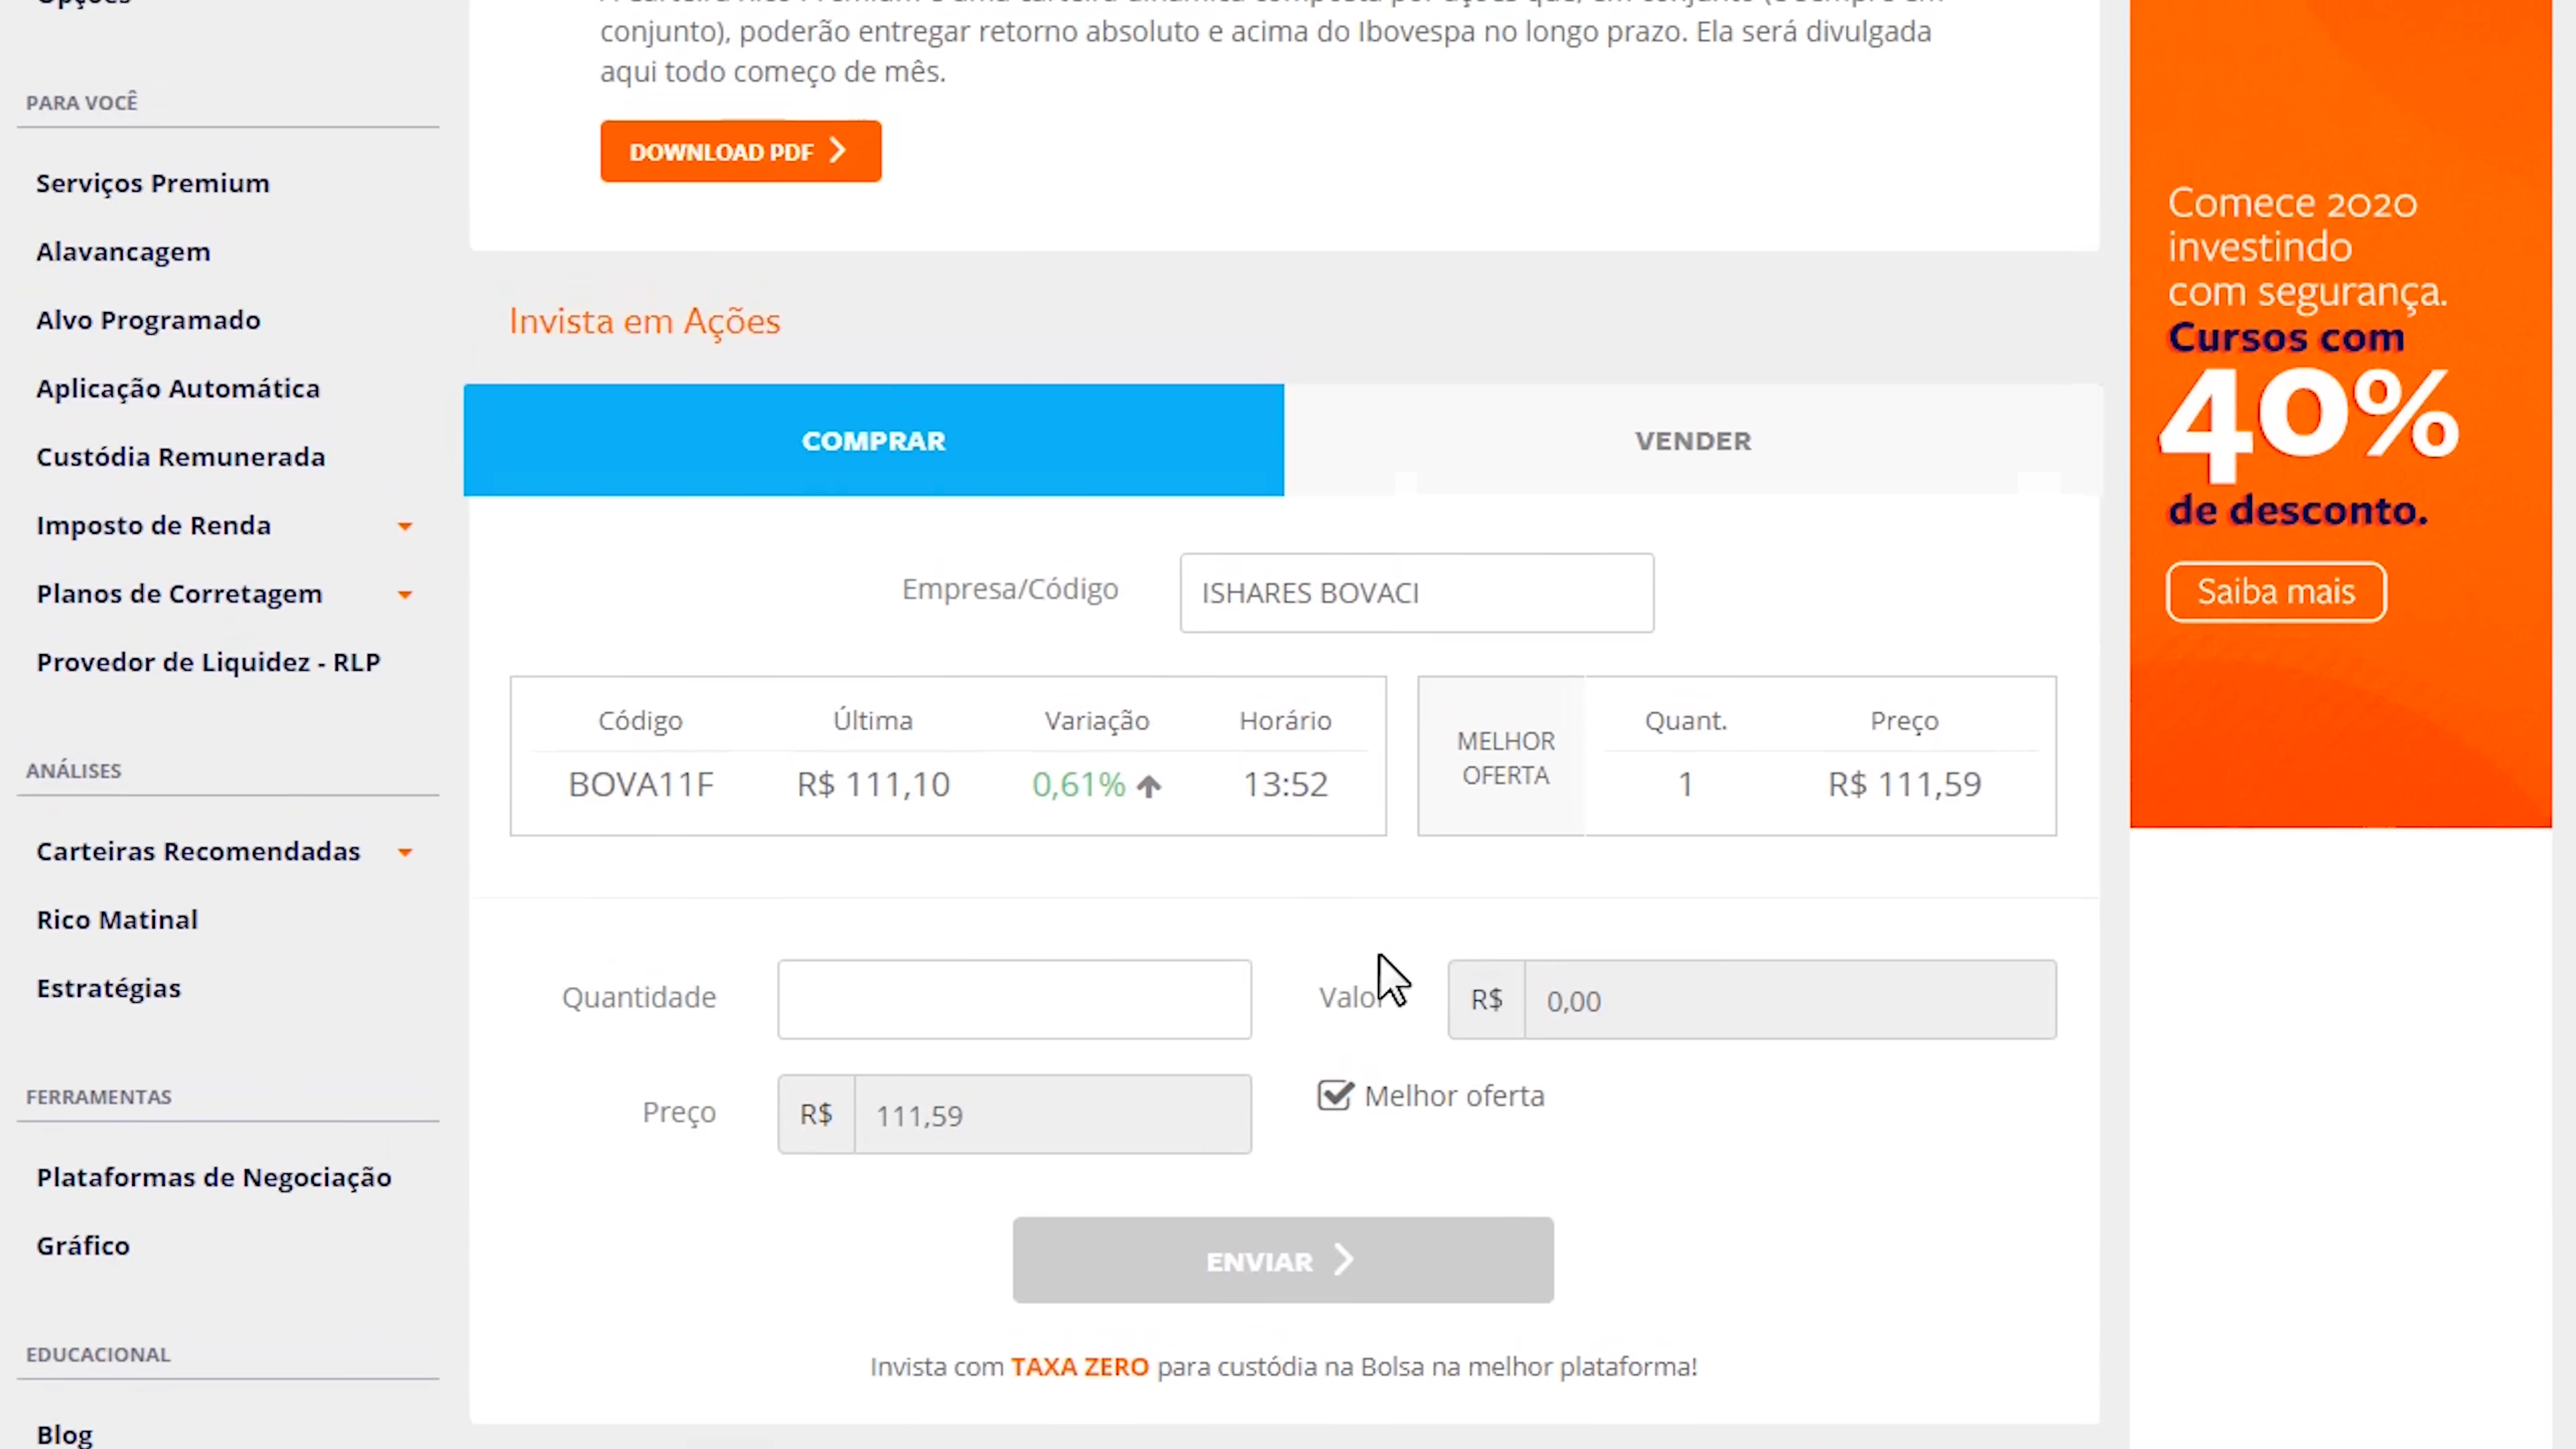 Opções
PARA VOCÊ
Serviços Premium
Alavancagem
Alvo Programado
Aplicação Automática
Custódia Remunerada
Imposto de Renda
Planos de Corretagem
Provedor de Liquidez - RLP
ANÁLISES
Carteiras Recomendadas
Rico Matinal
Estratégias
FERRAMENTAS
Plataformas de Negociação
Gráfico
EDUCACIONAL
Blog
conjunto), poderão entregar retorno absoluto e acima do Ibovespa no longo prazo. Ela será divulgada
aqui todo começo de mês.
DOWNLOAD PDF
Invista em Ações
COMPRAR
VENDER
Empresa/Código
ISHARES BOVACI
Código Última Variação Horário
BOVA11F R$ 111,10 0,61% 13:52
MELHOR
OFERTA
Quant. Preço
1 R$ 111,59
Quantidade
Valor R$ 0,00
Preço R$ 111,59
Melhor oferta
ENVIAR
Invista com TAXA ZERO para custódia na Bolsa na melhor plataforma!
Comece 2020
investindo
com segurança.
Cursos com
40%
de desconto.
Saiba mais